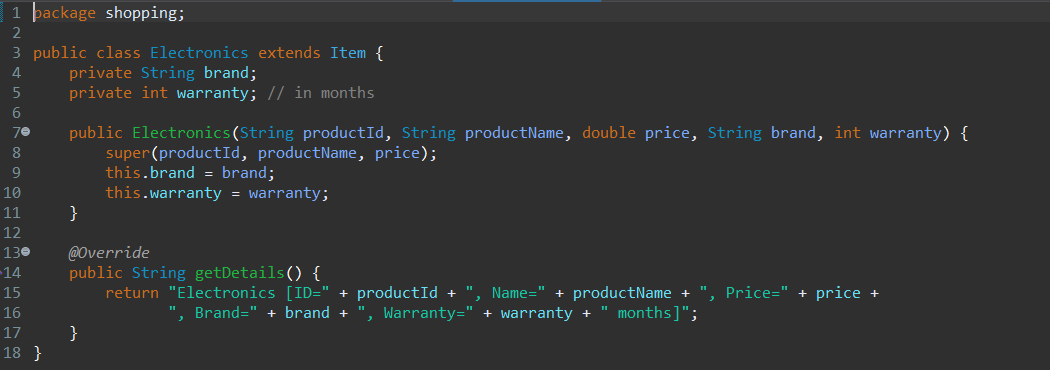 1 package shopping;
2
3 public class Electronics extends Item {
4     private String brand;
5     private int warranty; // in months
6
7     public Electronics(String productId, String productName, double price, String brand, int warranty) {
8         super(productId, productName, price);
9         this.brand = brand;
10         this.warranty = warranty;
11     }
12
13     @Override
14     public String getDetails() {
15         return "Electronics [ID=" + productId + ", Name=" + productName + ", Price=" + price +
16                ", Brand=" + brand + ", Warranty=" + warranty + " months]";
17     }
18 }